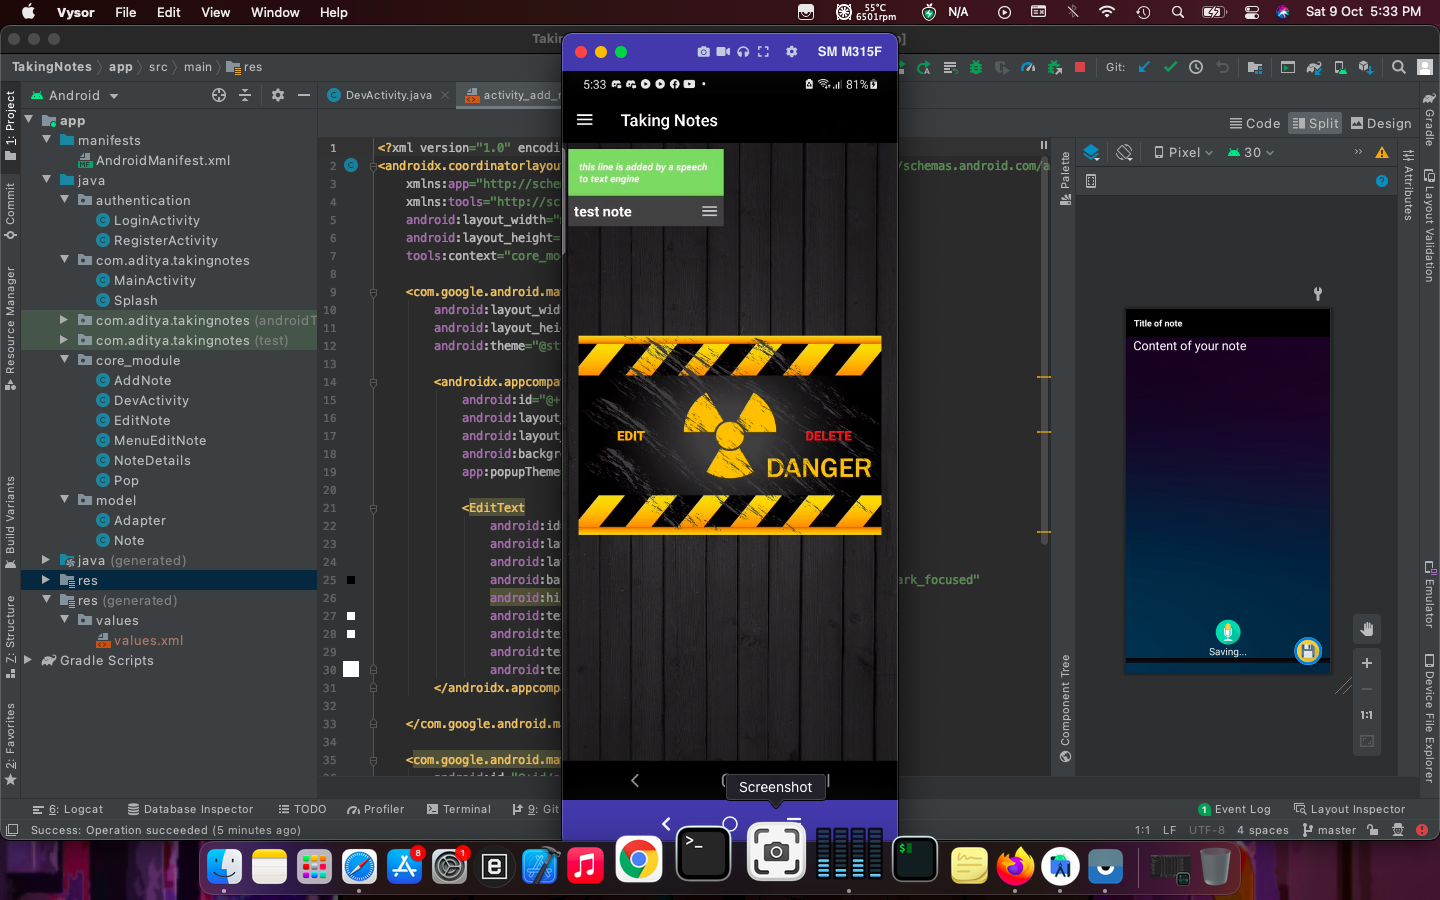 Vysor File Edit View Window Help
55°C
6501rpm
N/A
Sat 9 Oct 5:33 PM
TakingNotes app src main res
SM M315F
Git:
Android
DevActivity.java
Code Split Design
5:33
81%
Taking Notes
app
manifests
AndroidManifest.xml
java
authentication
LoginActivity
RegisterActivity
com.aditya.takingnotes
MainActivity
Splash
com.aditya.takingnotes (androidT
com.aditya.takingnotes (test)
core_module
AddNote
DevActivity
EditNote
MenuEditNote
NoteDetails
Pop
model
Adapter
Note
java (generated)
res
res (generated)
values
values.xml
Gradle Scripts
1 <?xml version="1.0" encodi
2 <androidx.coordinatorlayou
/schemas.android.com/a
3 xmlns:app="http://sche
4 xmlns:tools="http://sc
5 android:layout_width="
6 android:layout_height=
7 tools:context="core_mo
8
9 <com.google.android.ma
10 android:layout_wid
11 android:layout_hei
12 android:theme="@st
13
14 <androidx.appcompa
15 android:id="@+
16 android:layout_
17 android:layout_
18 android:backgr
19 app:popupTheme
20
21 <EditText
22 android:id
23 android:la
24 android:la
25 android:ba
ark_focused"
26 android:hi
27 android:te
28 android:te
29 android:te
30 android:te
31 </androidx.appcompa
32
33 </com.google.android.ma
34
35 <com.google.android.ma
this line is added by a speech
to text engine
test note
EDIT
DELETE
DANGER
Pixel 30
Title of note
Content of your note
Saving...
1:1
1: Project
Commit
Resource Manager
Build Variants
Z: Structure
2: Favorites
Palette
Component Tree
Attributes
Gradle
Layout Validation
Emulator
Device File Explorer
Screenshot
6: Logcat Database Inspector TODO Profiler Terminal 9: Git
1 Event Log Layout Inspector
Success: Operation succeeded (5 minutes ago)
1:1 LF UTF-8 4 spaces master
8
1